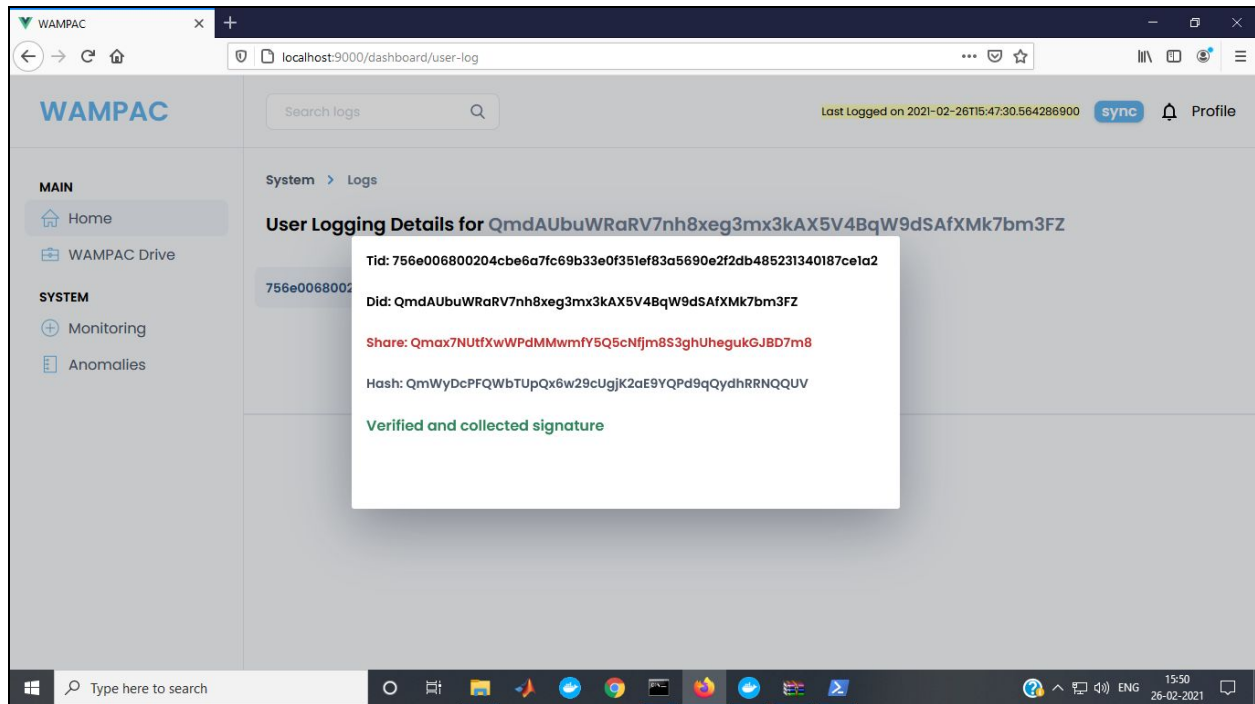 WAMPAC
localhost:9000/dashboard/user-log
WAMPAC
Search logs
Last Logged on 2021-02-26T15:47:30.564286900
sync
Profile
MAIN
Home
WAMPAC Drive
SYSTEM
Monitoring
Anomalies
System > Logs
User Logging Details for QmdAUbuWRaRV7nh8xeg3mx3kAX5V4BqW9dSAfXMk7bm3FZ
756e0068002
Tid: 756e006800204cbe6a7fc69b33e0f351ef83a5690e2f2db485231340187ce1a2
Did: QmdAUbuWRaRV7nh8xeg3mx3kAX5V4BqW9dSAfXMk7bm3FZ
Share: Qmax7NUtfXwWPdMMwmfY5Q5cNfjm8S3ghUhegukGJBD7m8
Hash: QmWyDcPFQWbTUpQx6w29cUgjK2aE9YQPd9qQydhRRNQQUV
Verified and collected signature
Type here to search
ENG
15:50
26-02-2021